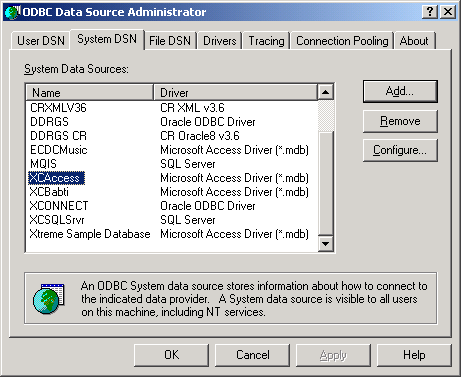 ODBC Data Source Administrator
User DSN System DSN File DSN Drivers Tracing Connection Pooling About
System Data Sources:
Name Driver
CRXMLV36 CR XML v3.6
DDRGS Oracle ODBC Driver
DDRGS CR CR Oracle8 v3.6
ECDCMusic Microsoft Access Driver (*.mdb)
MQIS SQL Server
XCAccess Microsoft Access Driver (*.mdb)
XCBabti Microsoft Access Driver (*.mdb)
XCONNECT Oracle ODBC Driver
XCSQLSrvr SQL Server
Xtreme Sample Database Microsoft Access Driver (*.mdb)
Add...
Remove
Configure...
An ODBC System data source stores information about how to connect to
the indicated data provider. A System data source is visible to all users
on this machine, including NT services.
OK Cancel Apply Help